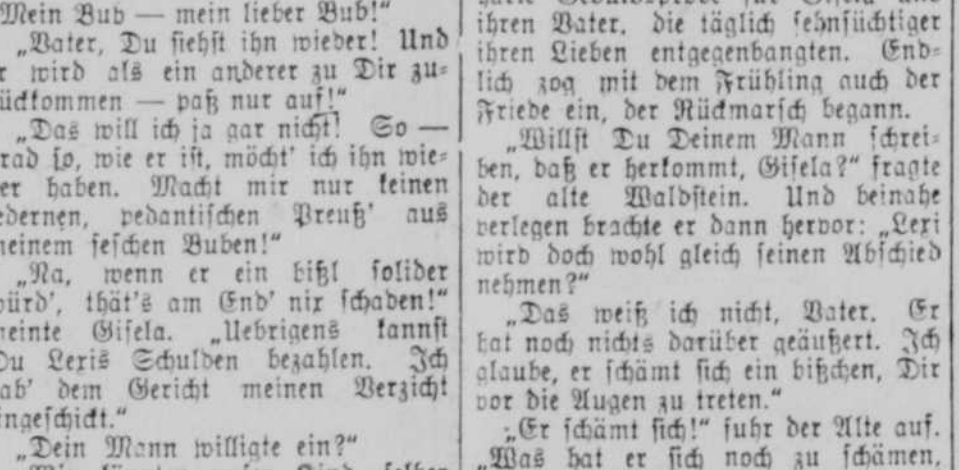 Mein Bub — mein lieber Bub!"
„Vater, Du siehst ihn wieder! Und
r wird als ein anderer zu Dir zu-
ückkommen — paß nur auf!"
„Das will ich ja gar nicht! So —
rad so, wie er ist, möcht' ich ihn wie-
er haben. Macht mir nur keinen
edernen, pedantischen Preuß' aus
meinem feschen Buben!"
„Na, wenn er ein bißl solider
würd', thät's am End' nix schaden!"
meinte Gisela. „Uebrigens kannst
Du Lexis Schulden bezahlen. Ich
ab' dem Gericht meinen Verzicht
ingeschickt."
„Dein Mann willigte ein?"
ihren Vater, die täglich sehnsüchtiger
ihren Lieben entgegenbangten. End-
lich zog mit dem Frühling auch der
Friede ein, der Rückmarsch begann.
„Willst Du Deinem Mann schrei-
ben, daß er herkommt, Gisela?" fragte
der alte Waldstein. Und beinahe
verlegen brachte er dann hervor: „Lexi
wird doch wohl gleich seinen Abschied
nehmen?"
„Das weiß ich nicht, Vater. Er
hat noch nichts darüber geäußert. Ich
glaube, er schämt sich ein bißchen, Dir
vor die Augen zu treten."
„Er schämt sich!" fuhr der Alte auf.
„Was hat er sich noch zu schämen,